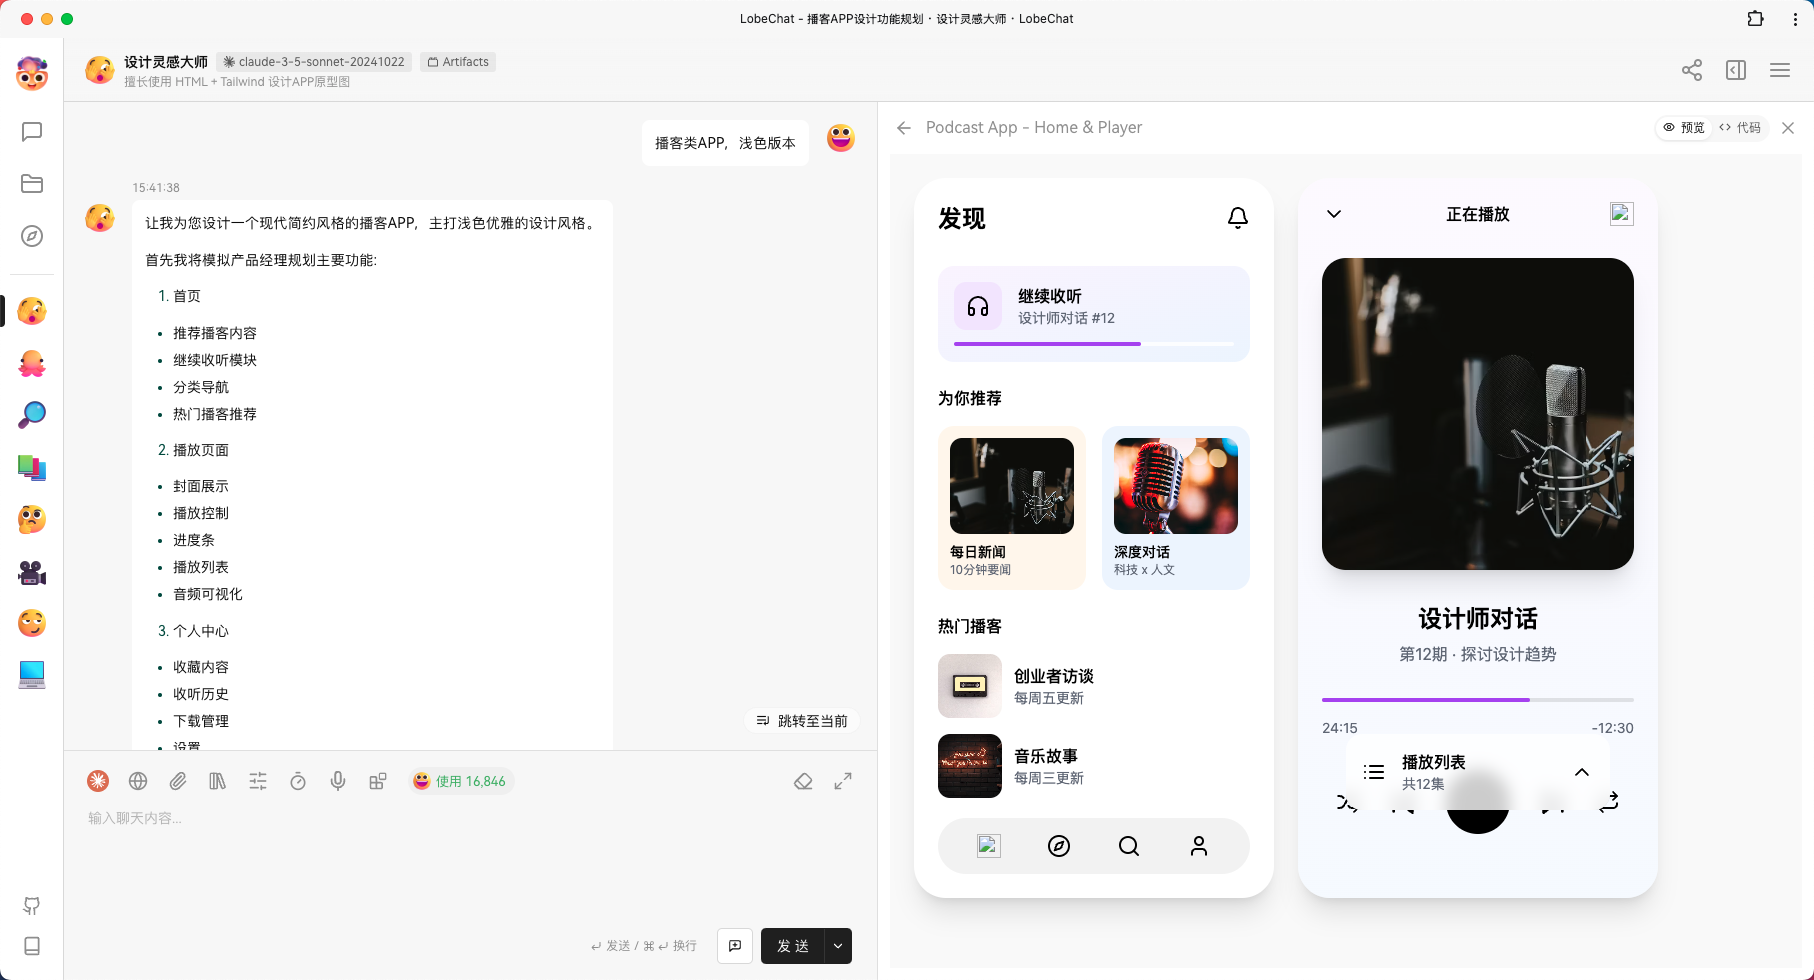 LobeChat - 播客APP设计功能规划 · 设计灵感大师 · LobeChat
设计灵感大师
claude-3-5-sonnet-20241022
Artifacts
擅长使用 HTML + Tailwind 设计APP原型图
播客类APP，浅色版本
15:41:38
让我为您设计一个现代简约风格的播客APP，主打浅色优雅的设计风格。
首先我将模拟产品经理规划主要功能:
1. 首页
• 推荐播客内容
• 继续收听模块
• 分类导航
• 热门播客推荐
2. 播放页面
• 封面展示
• 播放控制
• 进度条
• 播放列表
• 音频可视化
3. 个人中心
• 收藏内容
• 收听历史
• 下载管理
• 设置
跳转至当前
使用 16,846
输入聊天内容...
↵ 发送 / ⌘ ↵ 换行
发 送
Podcast App - Home & Player
预览
代码
发现
继续收听
设计师对话 #12
为你推荐
每日新闻
10分钟要闻
深度对话
科技 x 人文
热门播客
创业者访谈
每周五更新
音乐故事
每周三更新
正在播放
设计师对话
第12期 · 探讨设计趋势
24:15
-12:30
播放列表
共12集